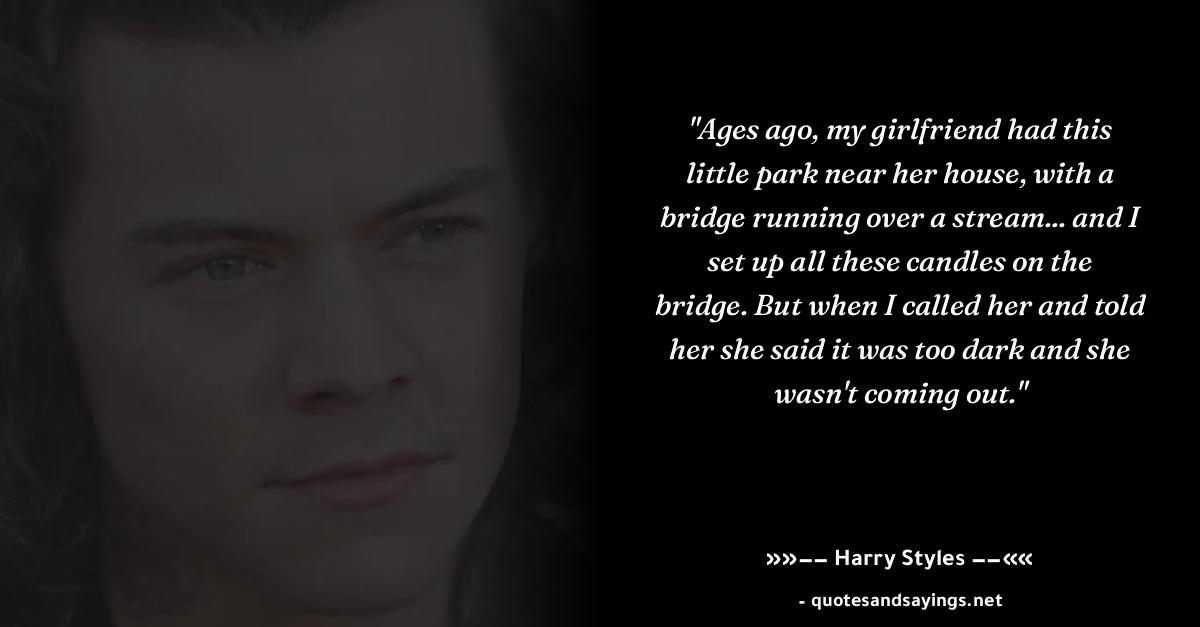 "Ages ago, my girlfriend had this
little park near her house, with a
bridge running over a stream... and I
set up all these candles on the
bridge. But when I called her and told
her she said it was too dark and she
wasn't coming out."
»»−− Harry Styles −−««
- quotesandsayings.net